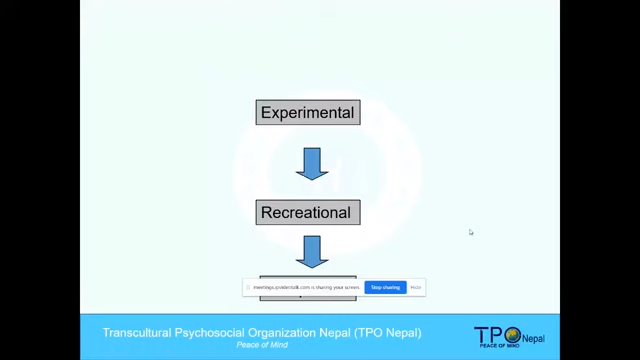 Experimental
Recreational
is sharing your screen.
Stop sharing
Hide
Transcultural Psychosocial Organization Nepal (TPO Nepal)
Peace of Mind
TPO Nepal
PEACE OF MIND